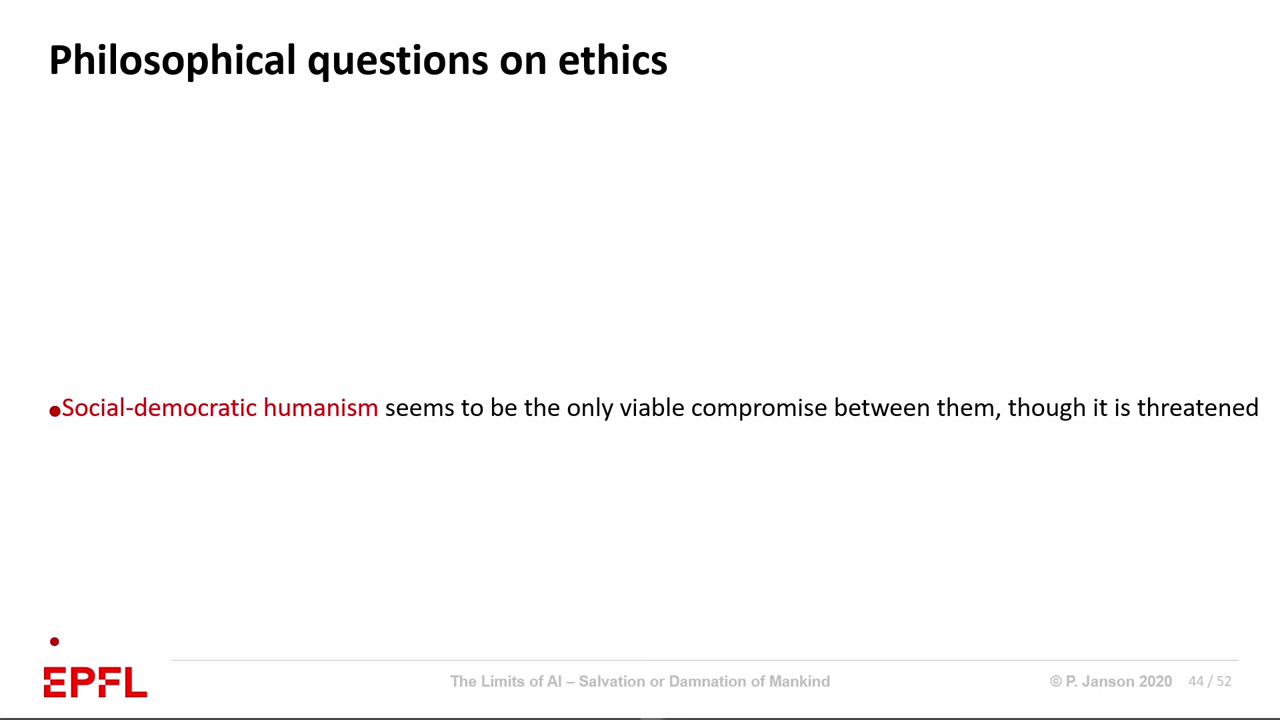 Philosophical questions on ethics
•Social-democratic humanism seems to be the only viable compromise between them, though it is threatened
•
EPFL
The Limits of AI – Salvation or Damnation of Mankind
© P. Janson 2020
44 / 52